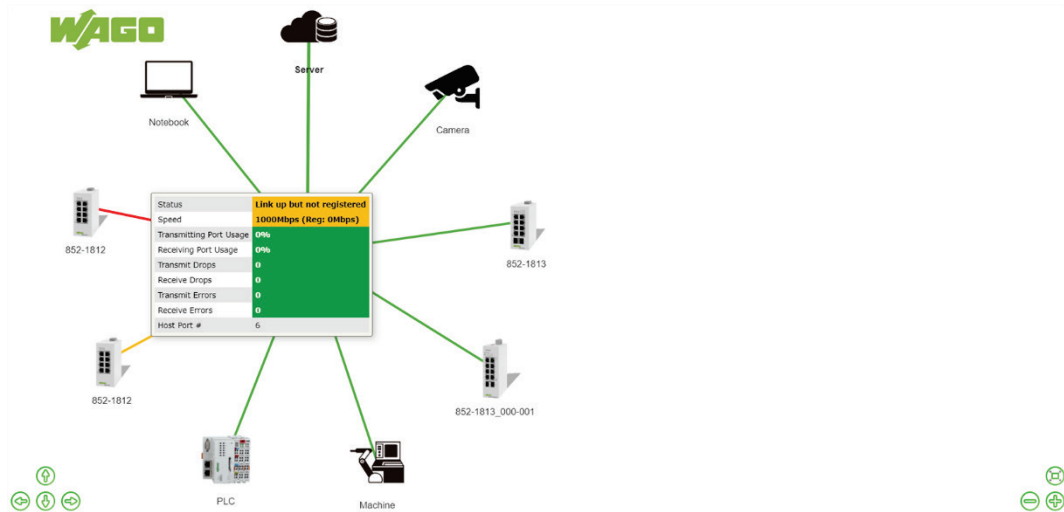 WAGO
Server
Notebook
Camera
852-1812
Status Link up but not registered
Speed 1000Mbps (Reg: 0Mbps)
Transmitting Port Usage 0%
Receiving Port Usage 0%
Transmit Drops 0
Receive Drops 0
Transmit Errors 0
Receive Errors 0
Host Port # 6
852-1813
852-1812
852-1813_000-001
PLC
Machine